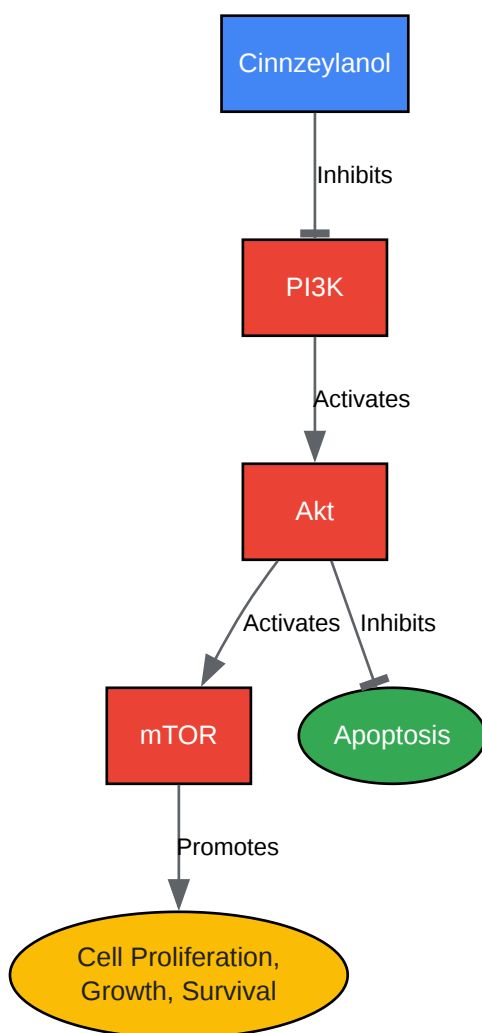 Cinnzeylanol
Inhibits
PI3K
Activates
Akt
Activates
Inhibits
mTOR
Apoptosis
Promotes
Cell Proliferation,
Growth, Survival